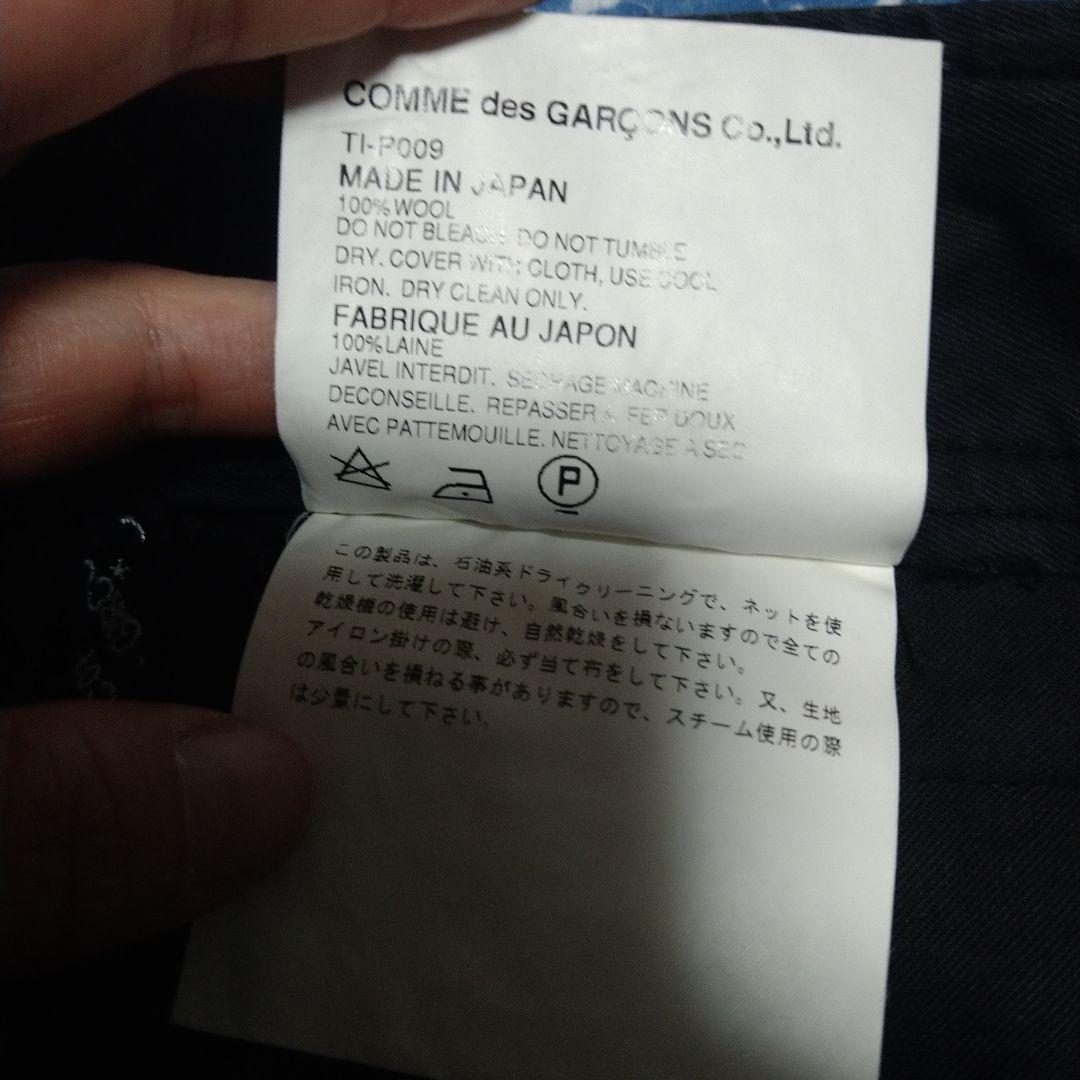 COMME des GARÇONS Co.,Ltd.
TI-P009
MADE IN JAPAN
100%WOOL
DO NOT BLEACH. DO NOT TUMBLE
DRY. COVER WITH CLOTH, USE COOL
IRON. DRY CLEAN ONLY.
FABRIQUE AU JAPON
100%LAINE
JAVEL INTERDIT. SECHAGE MACHINE
DECONSEILLE. REPASSER A FER DOUX
AVEC PATTEMOUILLE. NETTOYAGE A SEC
P
この製品は、石油系ドライクリーニングで、ネットを使
用して洗濯して下さい。風合いを損ないますので全ての
乾燥機の使用は避け、自然乾燥をして下さい。
アイロン掛けの際、必ず当て布をして下さい。又、生地
の風合いを損ねる事がありますので、スチーム使用の際
は少量にして下さい。